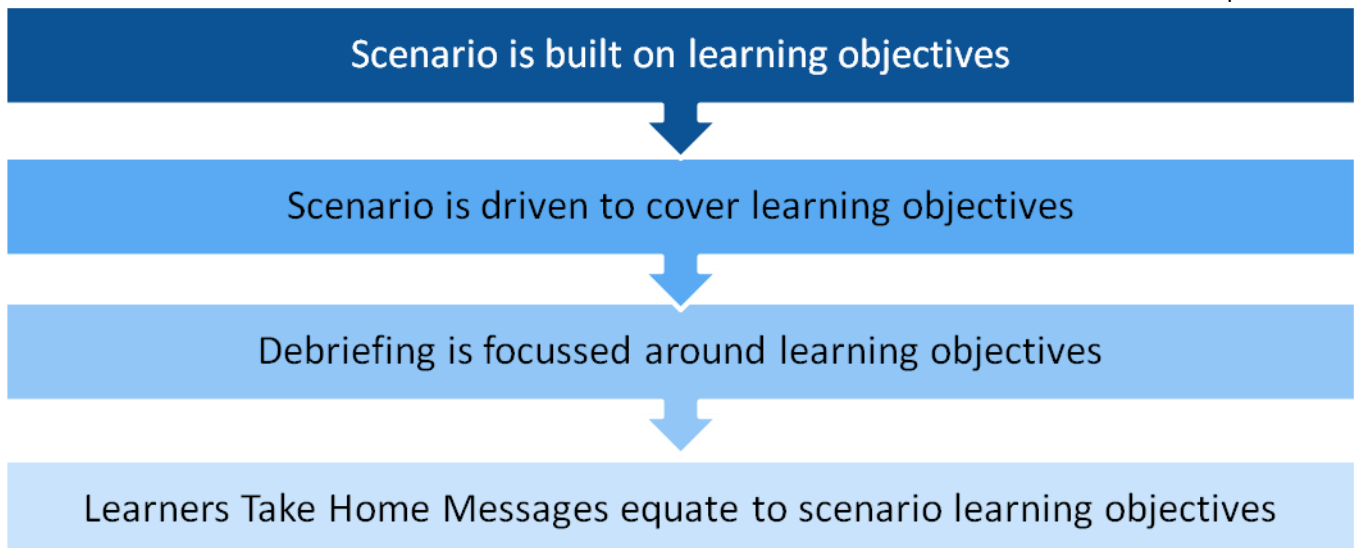 Scenario is built on learning objectives
Scenario is driven to cover learning objectives
Debriefing is focussed around learning objectives
Learners Take Home Messages equate to scenario learning objectives